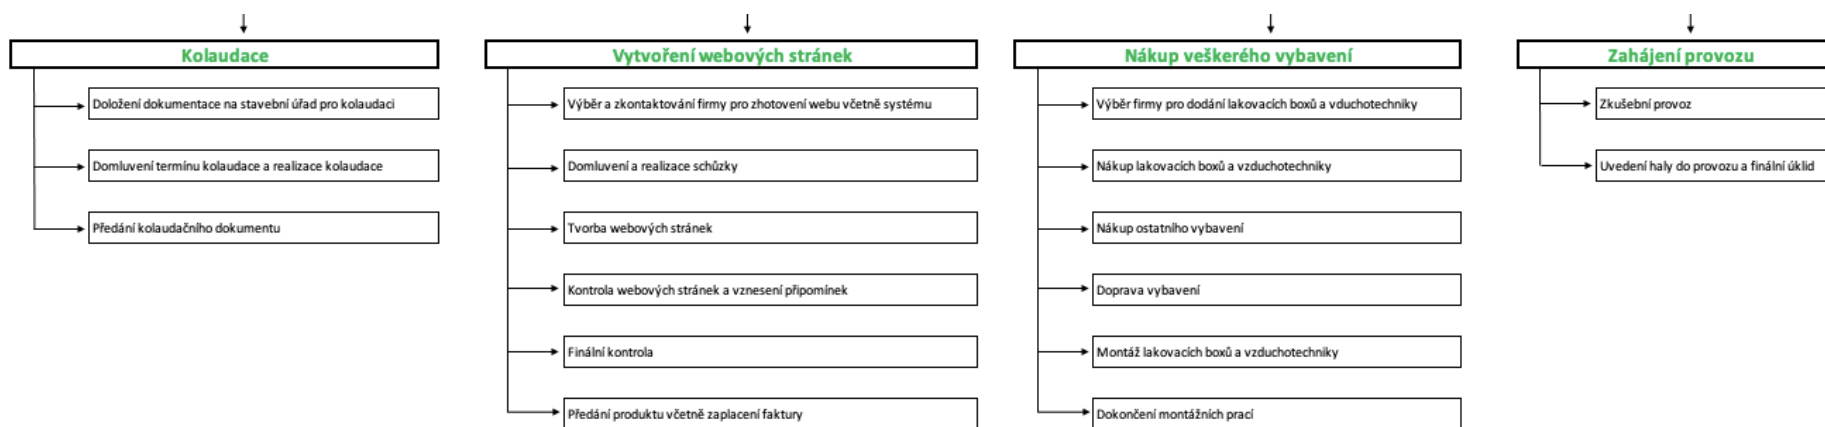 Kolaudace
Doložení dokumentace na stavební úřad pro kolaudaci
Domluvení termínu kolaudace a realizace kolaudace
Předání kolaudačního dokumentu
Vytvoření webových stránek
Výběr a zkontaktování firmy pro zhotovení webu včetně systému
Domluvení a realizace schůzky
Tvorba webových stránek
Kontrola webových stránek a vznesení připomínek
Finální kontrola
Předání produktu včetně zaplacení faktury
Nákup veškerého vybavení
Výběr firmy pro dodání lakovacích boxů a vduchotechniky
Nákup lakovacích boxů a vzduchotechniky
Nákup ostatního vybavení
Doprava vybavení
Montáž lakovacích boxů a vzduchotechniky
Dokončení montážních prací
Zahájení provozu
Zkušební provoz
Uvedení haly do provozu a finální úklid